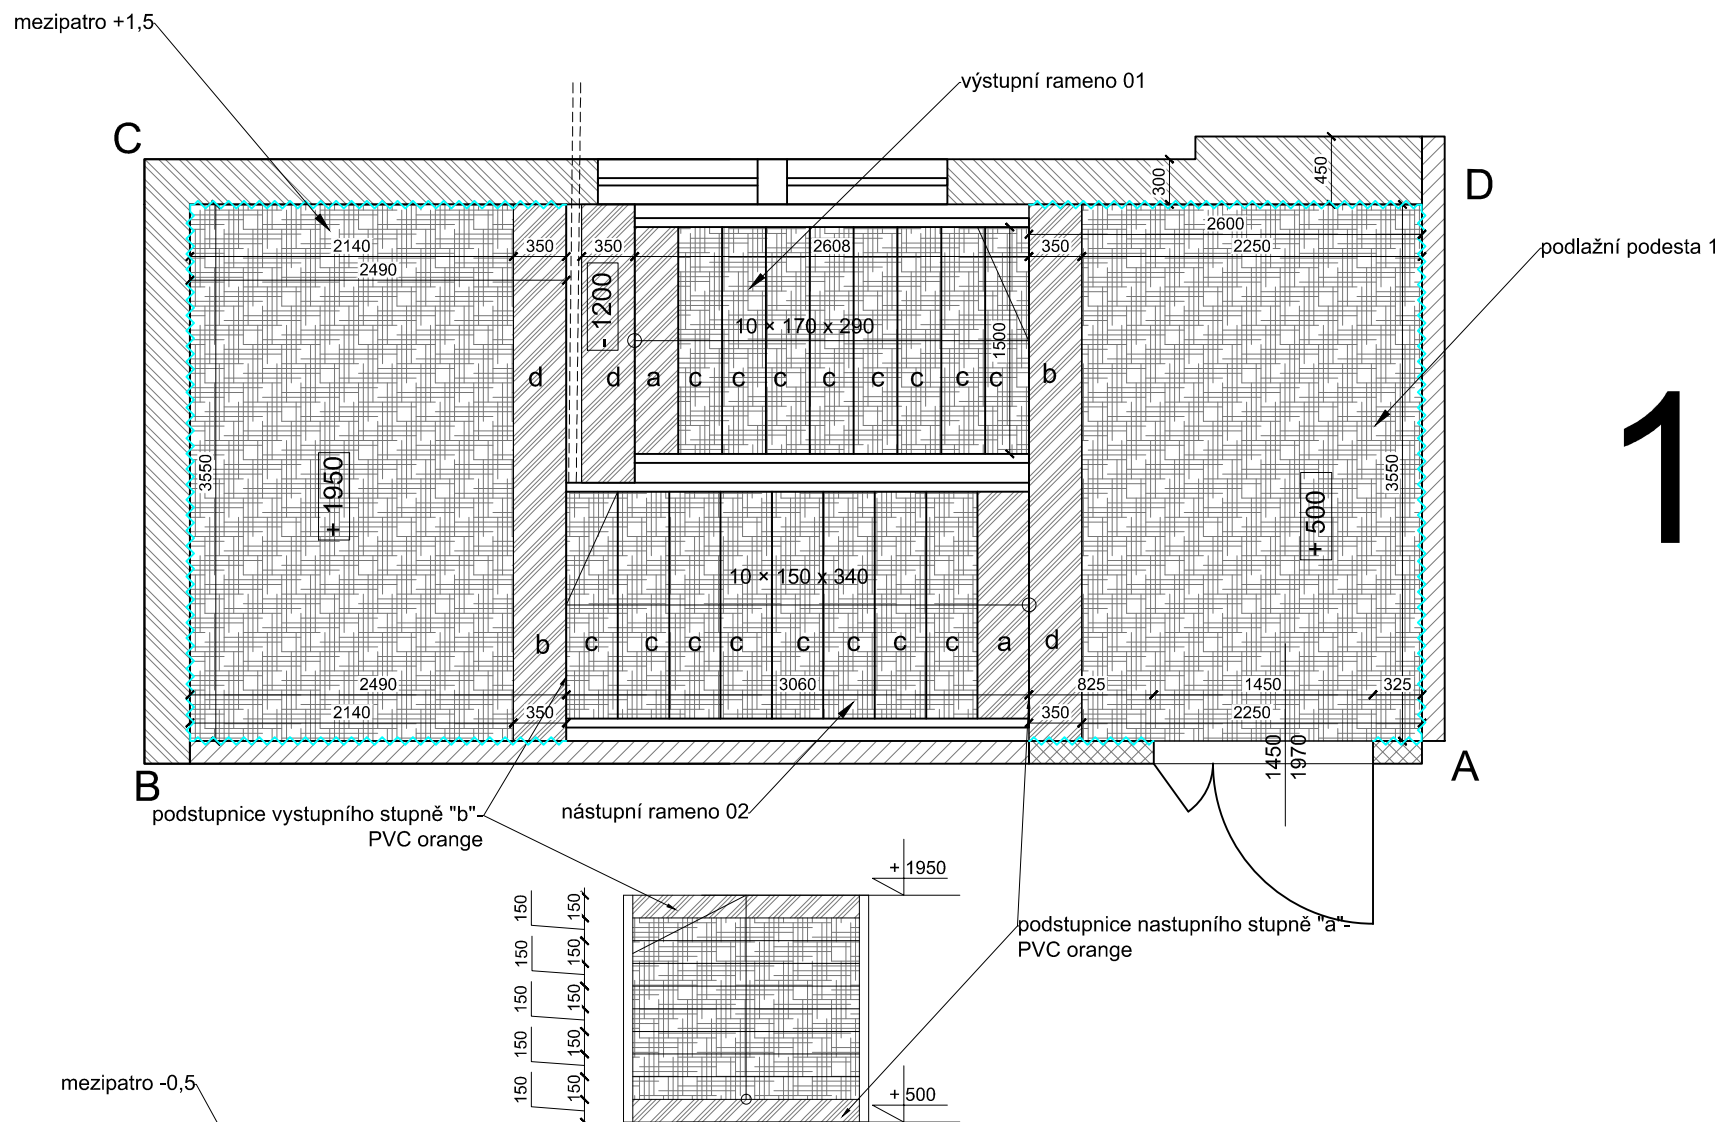 mezipatro +1,5
výstupní rameno 01
C
D
300
450
podlažní podesta 1
2600
2140
350
350
2608
350
2250
2490
- 1200
10 × 170 x 290
1500
d
d
a
c
c
c
c
c
c
c
c
b
1
3550
+ 1950
3550
+ 500
10 × 150 x 340
b
c
c
c
c
c
c
c
c
a
d
2490
3060
825
1450
325
2140
350
350
2250
1450
1970
B
A
podstupnice vystupního stupně "b"-
PVC orange
nástupní rameno 02
+ 1950
150
150
podstupnice nastupního stupně "a"-
PVC orange
150
150
150
150
150
150
mezipatro -0,5
150
150
+ 500